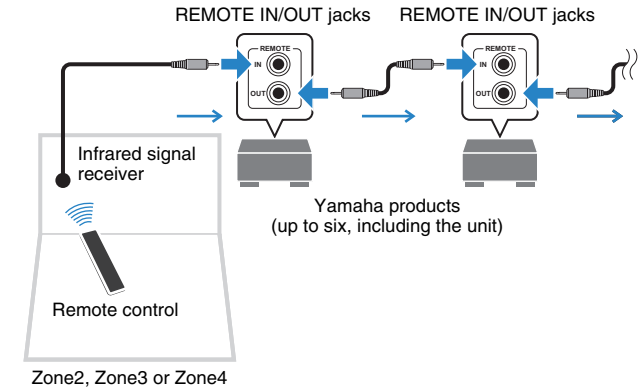 REMOTE IN/OUT jacks
REMOTE IN/OUT jacks
REMOTE
IN
OUT
REMOTE
IN
OUT
Infrared signal
receiver
Yamaha products
(up to six, including the unit)
Remote control
Zone2, Zone3 or Zone4